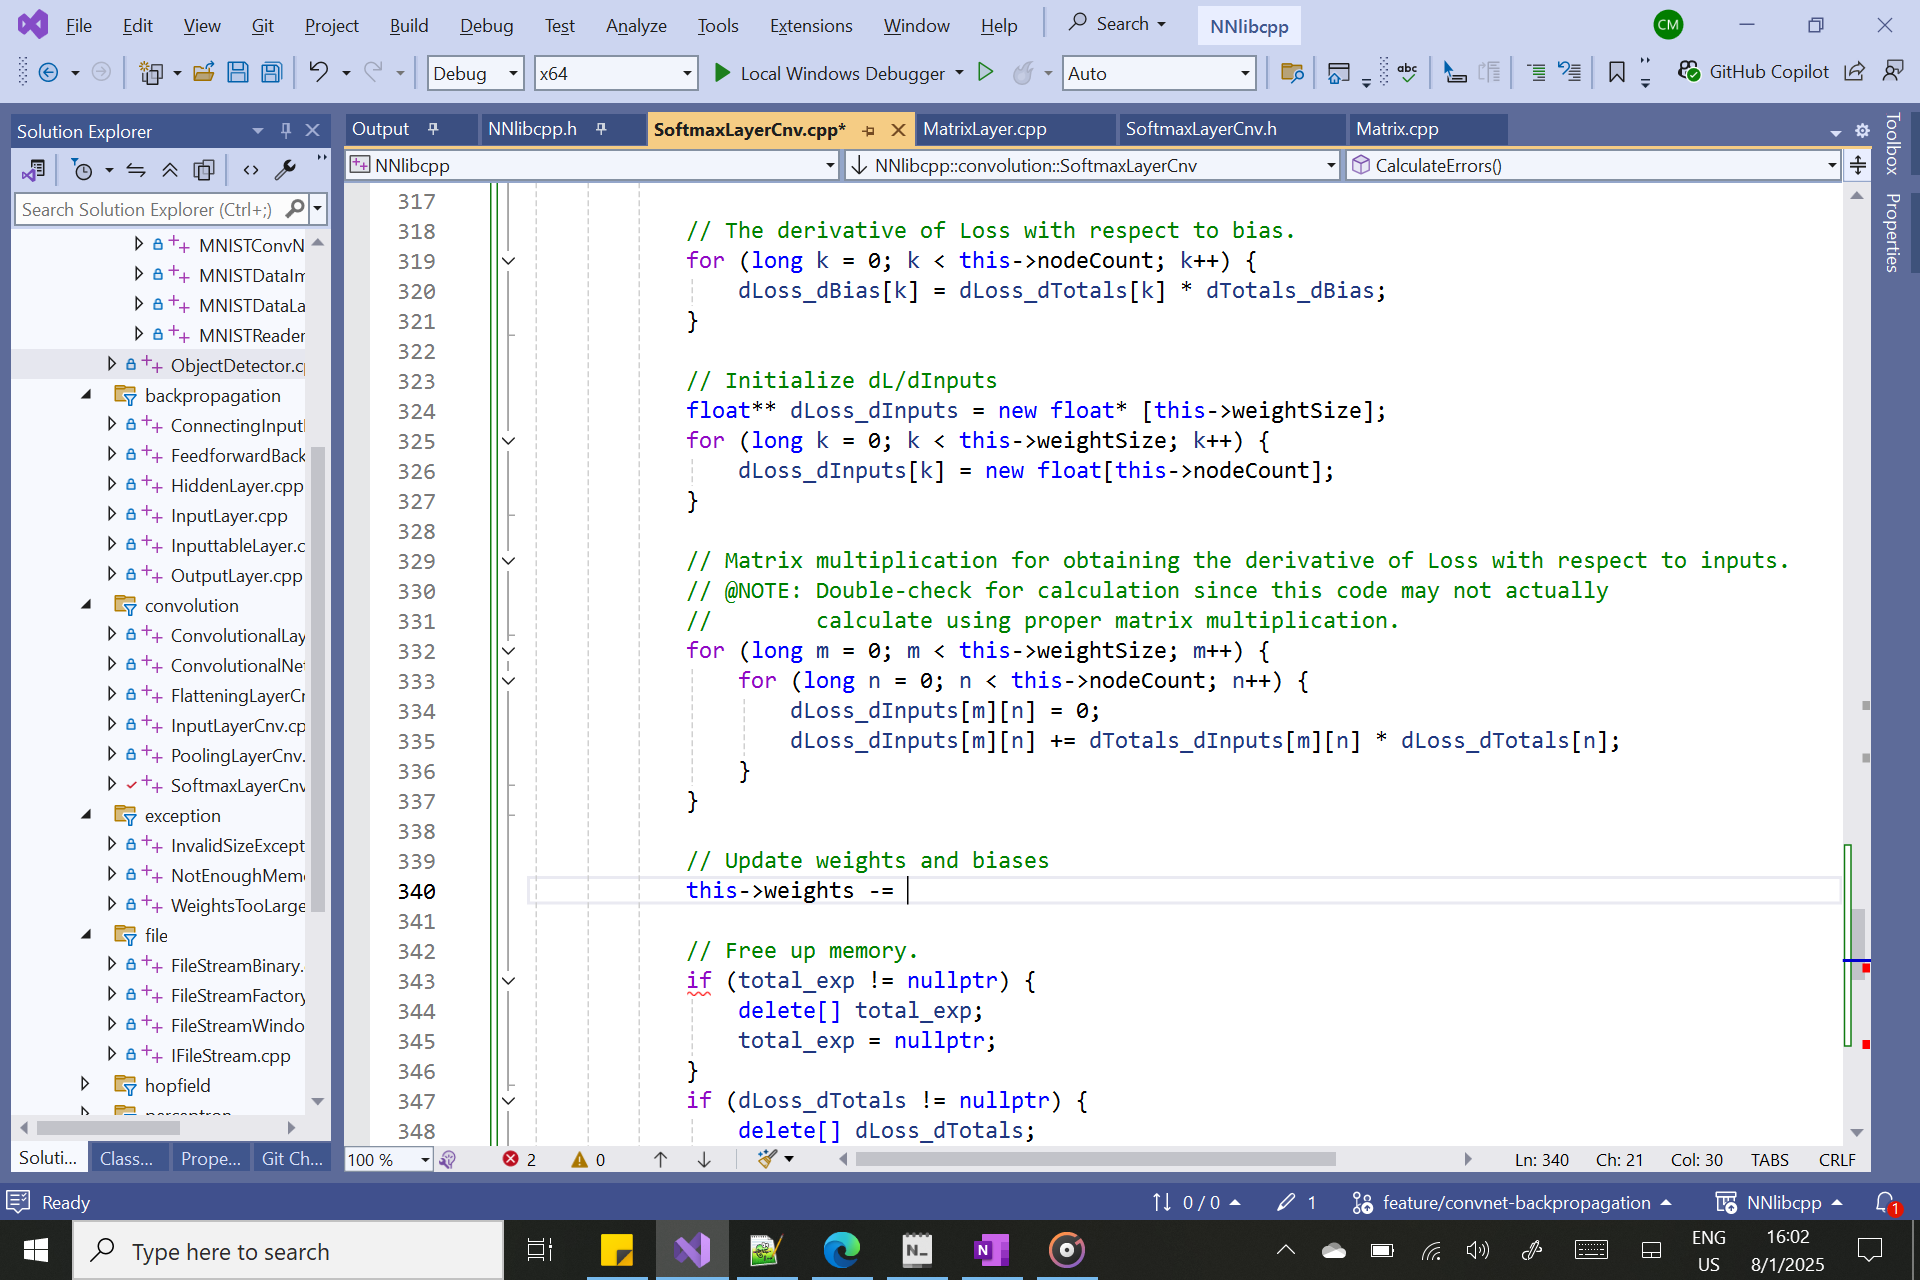 File Edit View Git Project Build Debug Test Analyze Tools Extensions Window Help Search NNlibcpp CM
Debug x64 Local Windows Debugger Auto abc GitHub Copilot
Solution Explorer
Output NNlibcpp.h SoftmaxLayerCnv.cpp* MatrixLayer.cpp SoftmaxLayerCnv.h Matrix.cpp
NNlibcpp NNlibcpp::convolution::SoftmaxLayerCnv CalculateErrors()
Toolbox
Properties
Search Solution Explorer (Ctrl+;)
MNISTConvN
MNISTDataIm
MNISTDataLa
MNISTReader
ObjectDetector.c
backpropagation
ConnectingInput
FeedforwardBack
HiddenLayer.cpp
InputLayer.cpp
InputtableLayer.c
OutputLayer.cpp
convolution
ConvolutionalLay
ConvolutionalNe
FlatteningLayerCr
InputLayerCnv.cp
PoolingLayerCnv.
SoftmaxLayerCnv
exception
InvalidSizeExcept
NotEnoughMem
WeightsTooLarge
file
FileStreamBinary.
FileStreamFactory
FileStreamWindo
IFileStream.cpp
hopfield
perceptron
Soluti... Class... Prope... Git Ch...
317
318 // The derivative of Loss with respect to bias.
319 for (long k = 0; k < this->nodeCount; k++) {
320 dLoss_dBias[k] = dLoss_dTotals[k] * dTotals_dBias;
321 }
322
323 // Initialize dL/dInputs
324 float** dLoss_dInputs = new float* [this->weightSize];
325 for (long k = 0; k < this->weightSize; k++) {
326 dLoss_dInputs[k] = new float[this->nodeCount];
327 }
328
329 // Matrix multiplication for obtaining the derivative of Loss with respect to inputs.
330 // @NOTE: Double-check for calculation since this code may not actually
331 // calculate using proper matrix multiplication.
332 for (long m = 0; m < this->weightSize; m++) {
333 for (long n = 0; n < this->nodeCount; n++) {
334 dLoss_dInputs[m][n] = 0;
335 dLoss_dInputs[m][n] += dTotals_dInputs[m][n] * dLoss_dTotals[n];
336 }
337 }
338
339 // Update weights and biases
340 this->weights -=
341
342 // Free up memory.
343 if (total_exp != nullptr) {
344 delete[] total_exp;
345 total_exp = nullptr;
346 }
347 if (dLoss_dTotals != nullptr) {
348 delete[] dLoss_dTotals;
100 % 2 0 Ln: 340 Ch: 21 Col: 30 TABS CRLF
Ready 0 / 0 1 feature/convnet-backpropagation NNlibcpp 1
Type here to search
ENG
US
16:02
8/1/2025